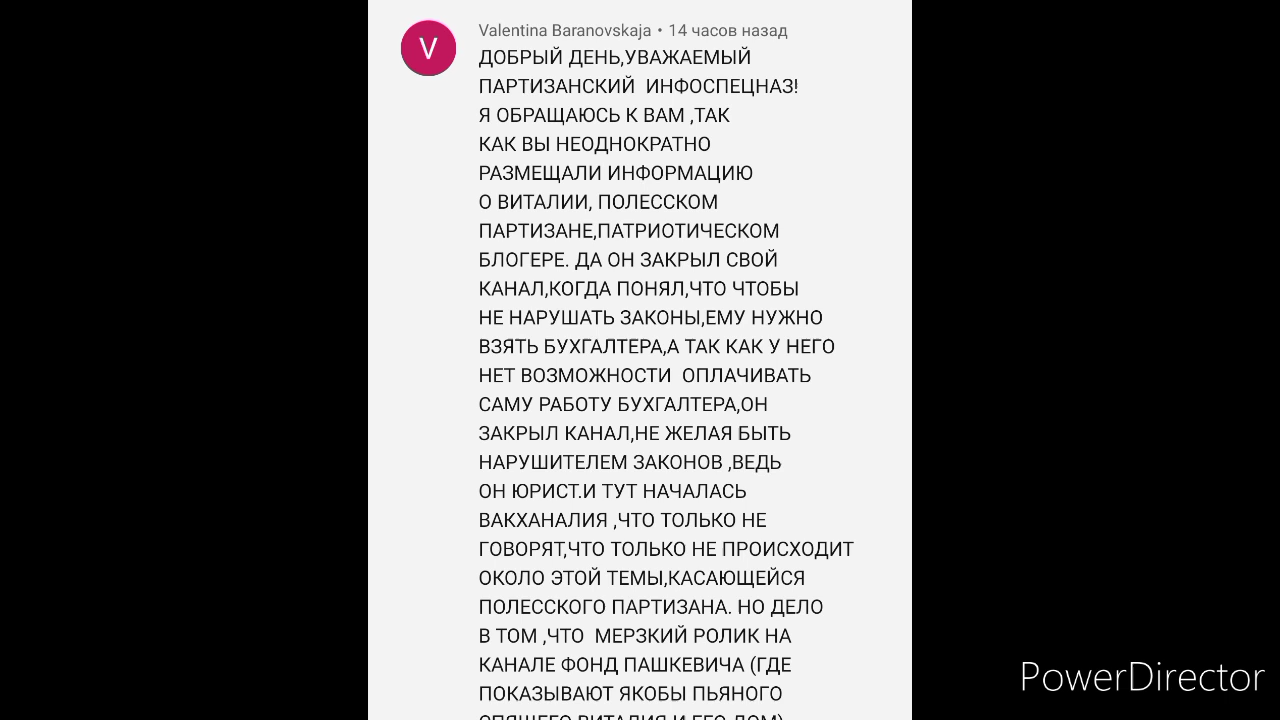 Valentina Baranovskaja • 14 часов назад
V
ДОБРЫЙ ДЕНЬ,УВАЖАЕМЫЙ
ПАРТИЗАНСКИЙ ИНФОСПЕЦНАЗ!
Я ОБРАЩАЮСЬ К ВАМ ,ТАК
КАК ВЫ НЕОДНОКРАТНО
РАЗМЕЩАЛИ ИНФОРМАЦИЮ
О ВИТАЛИИ, ПОЛЕССКОМ
ПАРТИЗАНЕ,ПАТРИОТИЧЕСКОМ
БЛОГЕРЕ. ДА ОН ЗАКРЫЛ СВОЙ
КАНАЛ,КОГДА ПОНЯЛ,ЧТО ЧТОБЫ
НЕ НАРУШАТЬ ЗАКОНЫ,ЕМУ НУЖНО
ВЗЯТЬ БУХГАЛТЕРА,А ТАК КАК У НЕГО
НЕТ ВОЗМОЖНОСТИ ОПЛАЧИВАТЬ
САМУ РАБОТУ БУХГАЛТЕРА,ОН
ЗАКРЫЛ КАНАЛ,НЕ ЖЕЛАЯ БЫТЬ
НАРУШИТЕЛЕМ ЗАКОНОВ ,ВЕДЬ
ОН ЮРИСТ.И ТУТ НАЧАЛАСЬ
ВАКХАНАЛИЯ ,ЧТО ТОЛЬКО НЕ
ГОВОРЯТ,ЧТО ТОЛЬКО НЕ ПРОИСХОДИТ
ОКОЛО ЭТОЙ ТЕМЫ,КАСАЮЩЕЙСЯ
ПОЛЕССКОГО ПАРТИЗАНА. НО ДЕЛО
В ТОМ ,ЧТО МЕРЗКИЙ РОЛИК НА
КАНАЛЕ ФОНД ПАШКЕВИЧА (ГДЕ
ПОКАЗЫВАЮТ ЯКОБЫ ПЬЯНОГО
PowerDirector